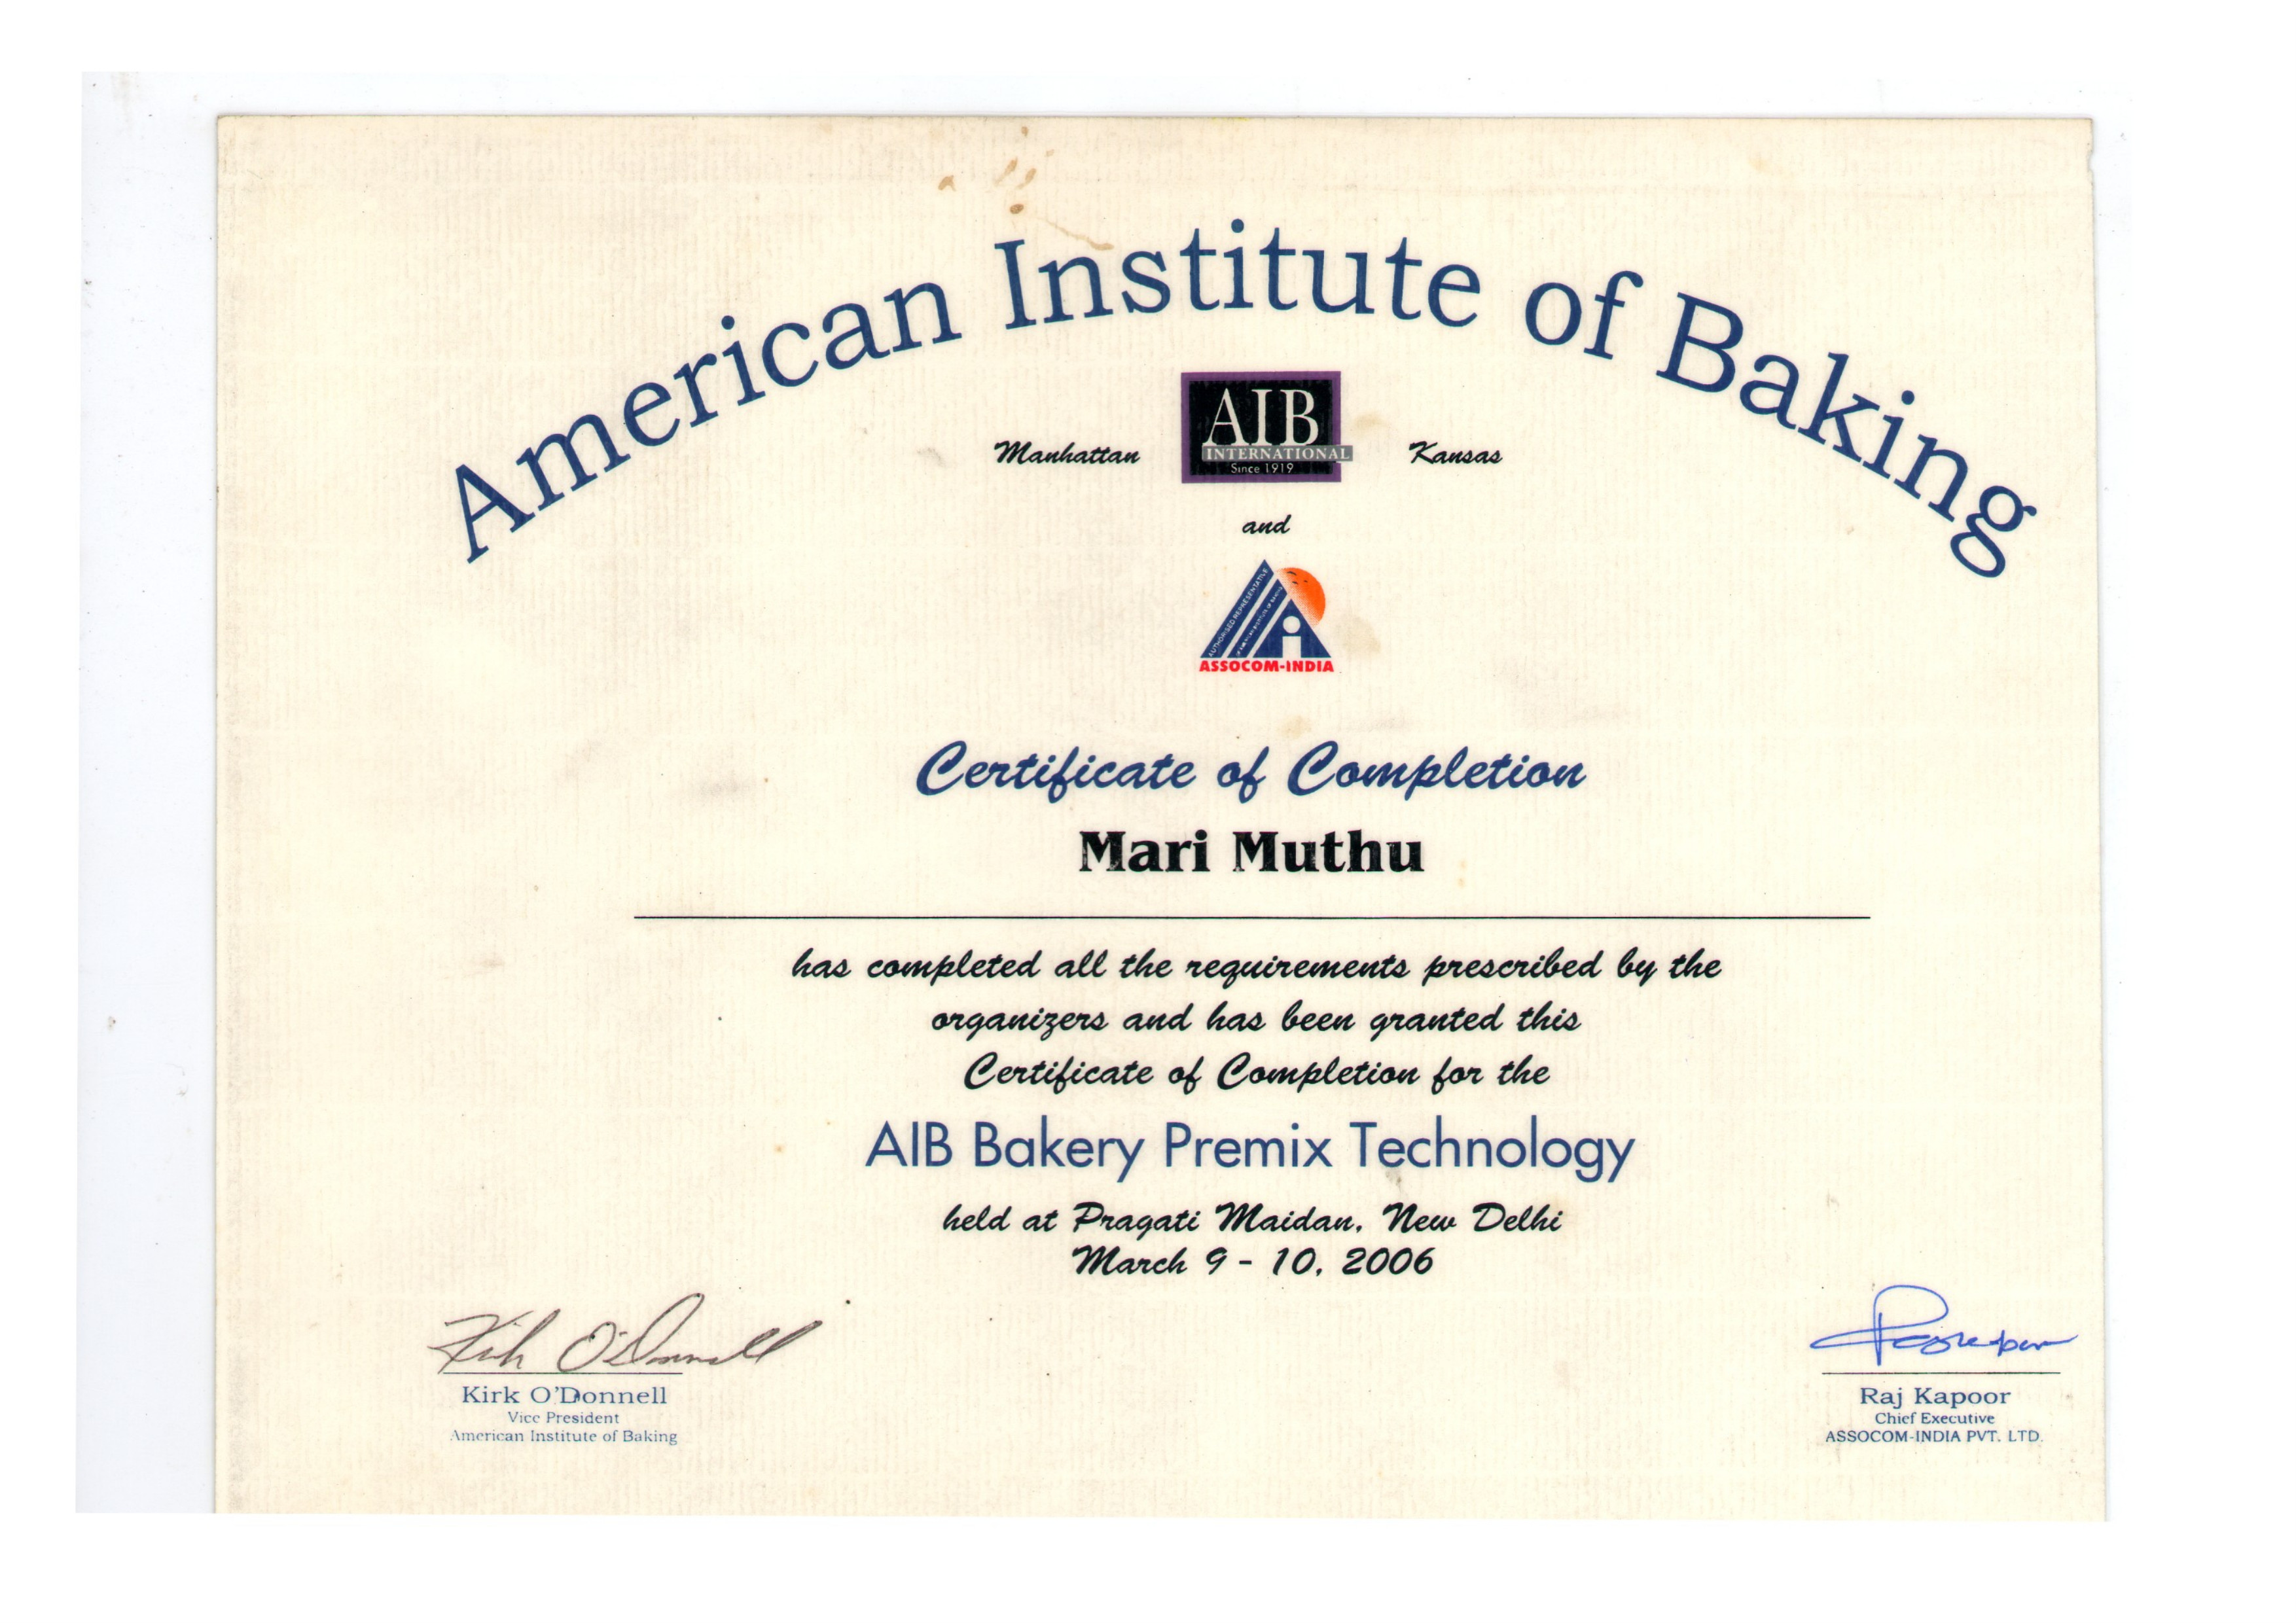 American Institute of Baking
Manhattan
AIB
INTERNATIONAL
Since 1919
Kansas
and
AUTHORISED REPRESENTATIVE
ASSOCOM-INDIA
Certificate of Completion
Mari Muthu
has completed all the requirements prescribed by the
organizers and has been granted this
Certificate of Completion for the
AIB Bakery Premix Technology
held at Pragati Maidan, New Delhi
March 9 - 10, 2006
Kirk O'Donnell
Kirk O'Donnell
Vice President
American Institute of Baking
Raj Kapoor
Chief Executive
ASSOCOM-INDIA PVT. LTD.